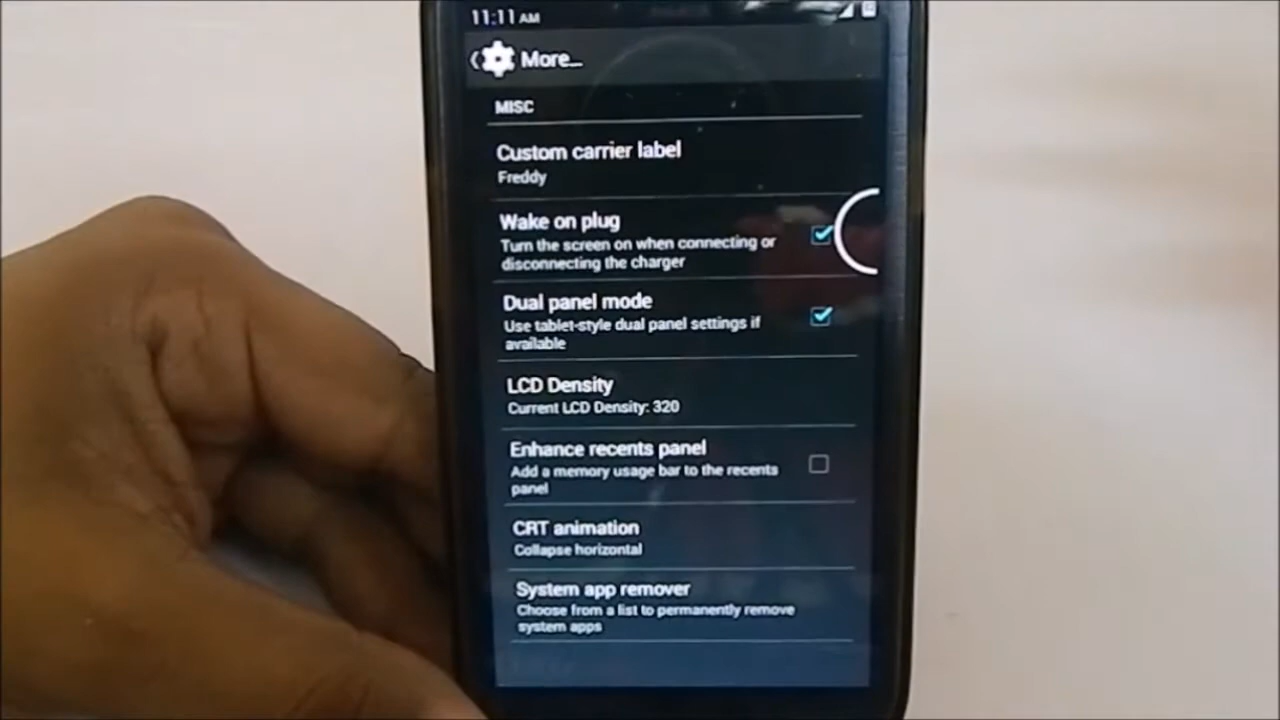 11:11 AM
More...
MISC
Custom carrier label
Freddy
Wake on plug
Turn the screen on when connecting or
disconnecting the charger
Dual panel mode
Use tablet-style dual panel settings if
available
LCD Density
Current LCD Density: 320
Enhance recents panel
Add a memory usage bar to the recents
panel
CRT animation
Collapse horizontal
System app remover
Choose from a list to permanently remove
system apps